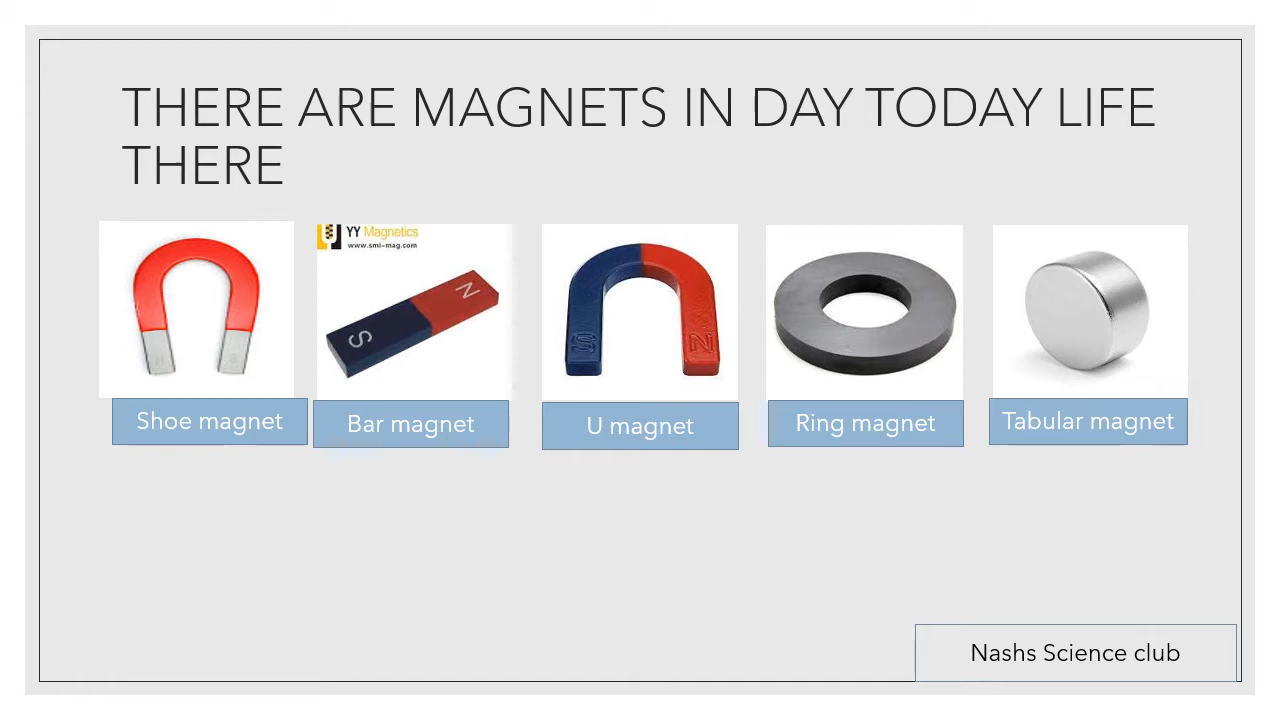 THERE ARE MAGNETS IN DAY TODAY LIFE
THERE
YY Magnetics
www.smi-mag.com
S N
S N
Shoe magnet
Bar magnet
U magnet
Ring magnet
Tabular magnet
Nashs Science club